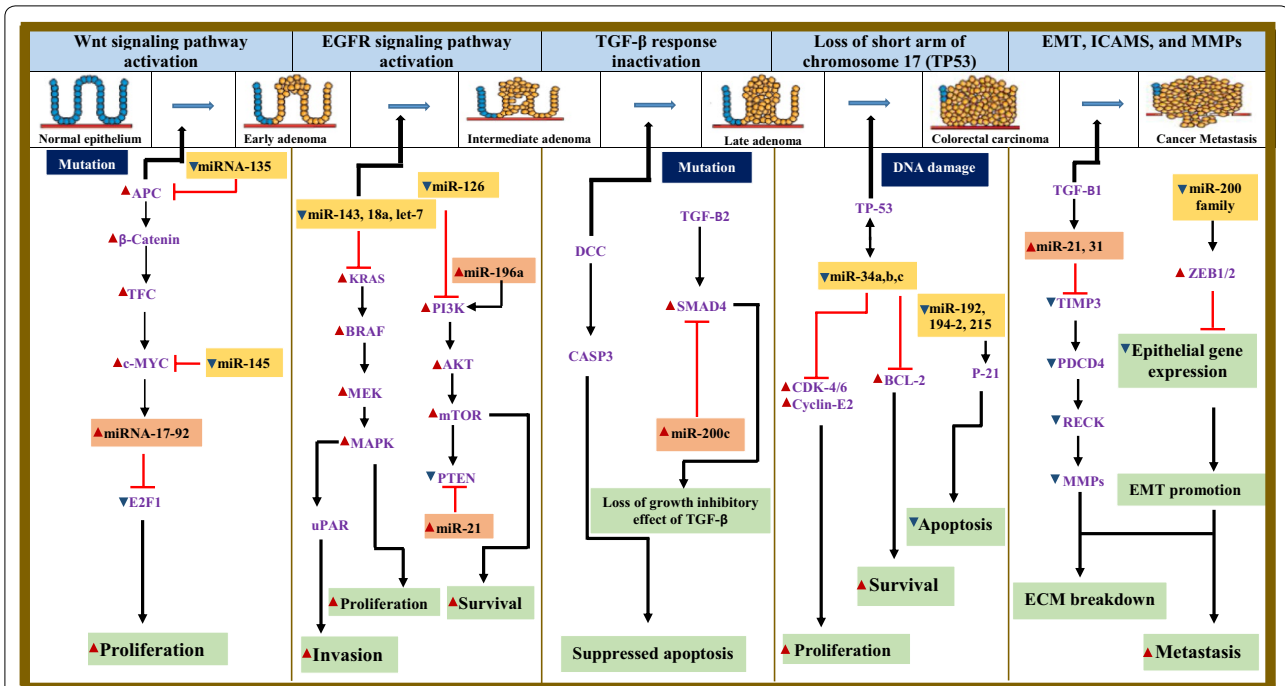 Wnt signaling pathway
activation
EGFR signaling pathway
activation
TGF-β response
inactivation
Loss of short arm of
chromosome 17 (TP53)
EMT, ICAMS, and MMPs
Normal epithelium
Early adenoma
Intermediate adenoma
Late adenoma
Colorectal carcinoma
Cancer Metastasis
Mutation
▼miRNA-135
▲APC
▲β-Catenin
▲TFC
▲c-MYC
▼miR-145
▲miRNA-17-92
▼E2F1
▲Proliferation
▼miR-126
▼miR-143, 18a, let-7
▲miR-196a
▲KRAS
▲PI3K
▲BRAF
▲AKT
▲MEK
▲mTOR
▲MAPK
▼PTEN
▲miR-21
uPAR
▲Proliferation
▲Survival
▲Invasion
Mutation
TGF-B2
DCC
▲SMAD4
CASP3
▲miR-200c
Loss of growth inhibitory
effect of TGF-β
Suppressed apoptosis
DNA damage
TP-53
▼miR-34a,b,c
▼miR-192,
194-2, 215
▲CDK-4/6
▲Cyclin-E2
▲BCL-2
P-21
▼Apoptosis
▲Survival
▲Proliferation
TGF-B1
▼miR-200
family
▲miR-21, 31
▲ZEB1/2
▼TIMP3
▼PDCD4
▼Epithelial gene
expression
▼RECK
▼MMPs
EMT promotion
ECM breakdown
▲Metastasis